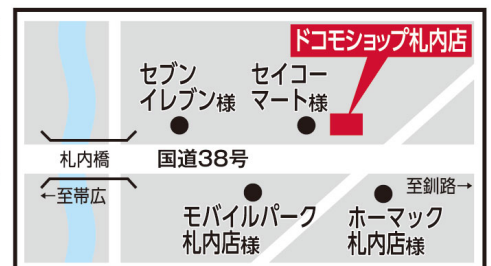 ドコモショップ札内店
セブン
イレブン様
セイコー
マート様
札内橋
国道38号
←至帯広
至釧路→
モバイルパーク
札内店様
ホーマック
札内店様